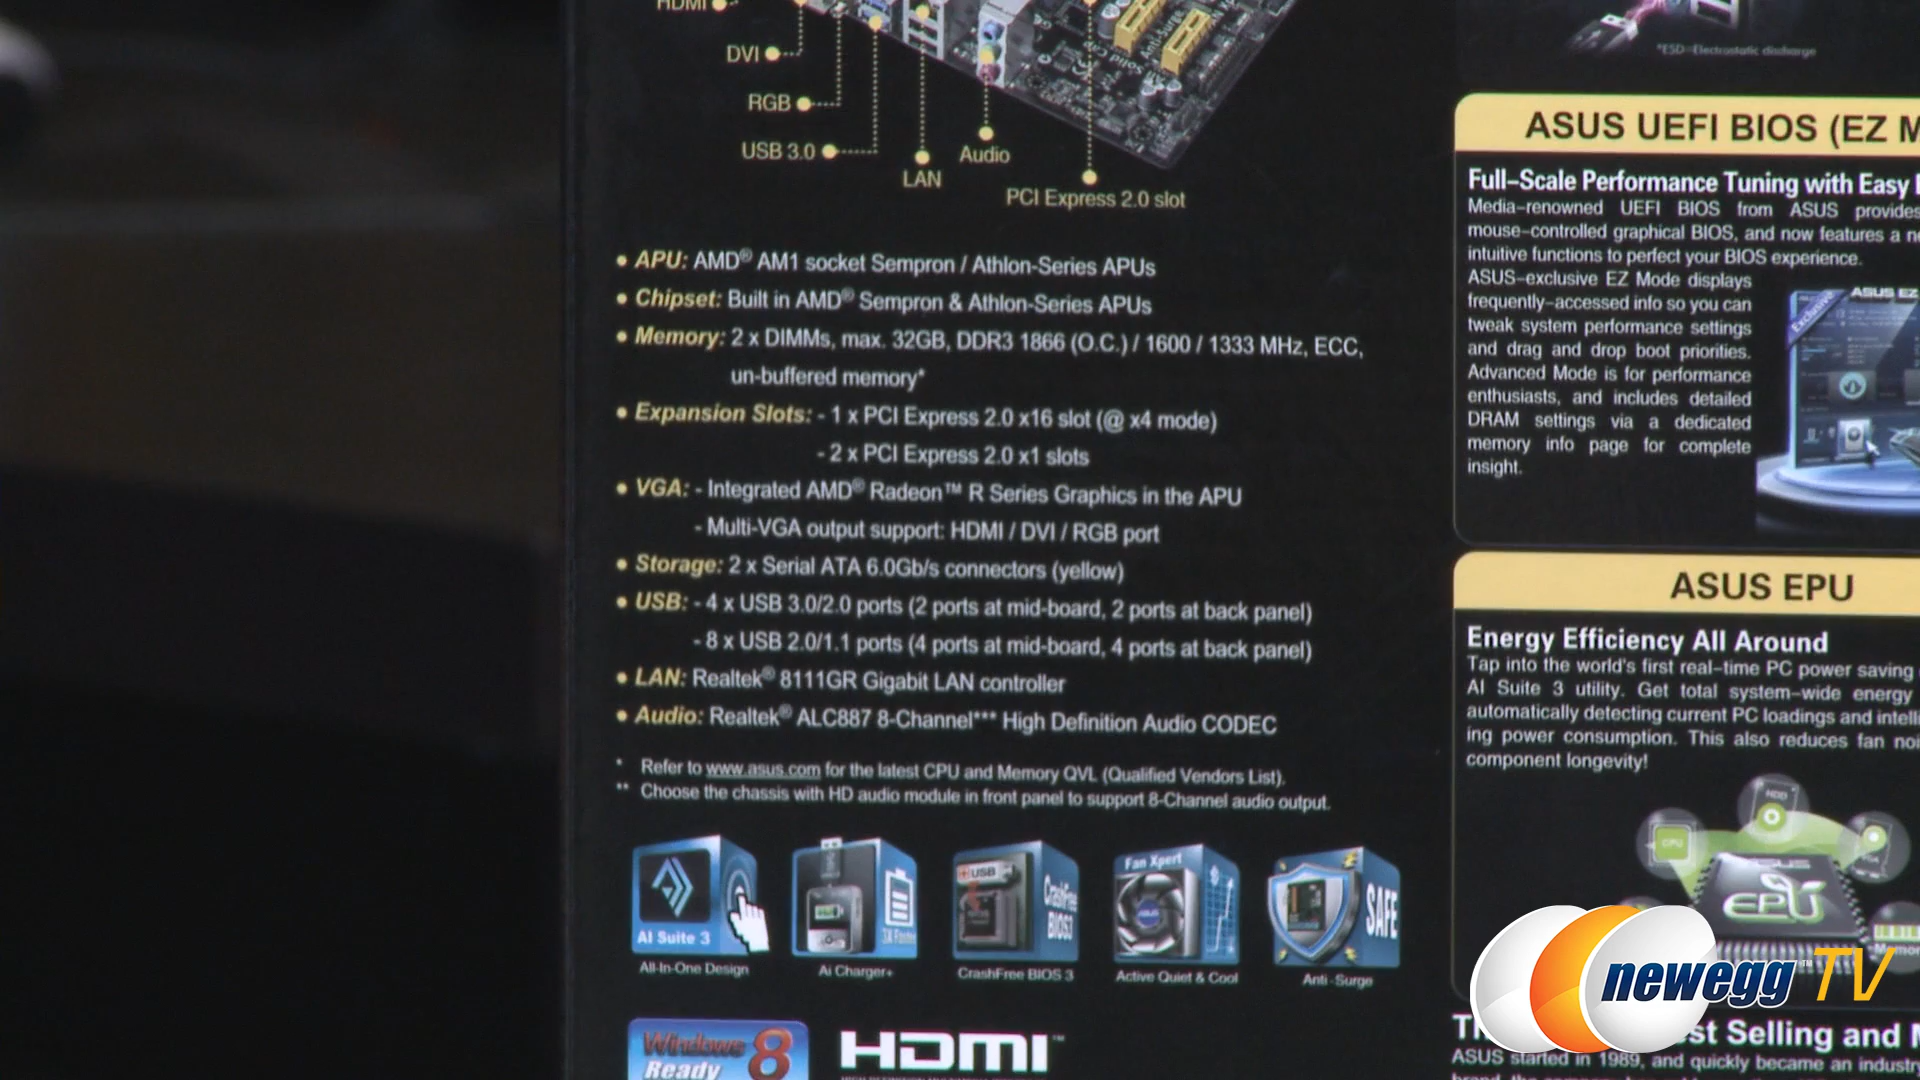 HDMI
DVI
RGB
USB 3.0
LAN
Audio
PCI Express 2.0 slot
• APU: AMD® AM1 socket Sempron / Athlon-Series APUs
• Chipset: Built in AMD® Sempron & Athlon-Series APUs
• Memory: 2 x DIMMs, max. 32GB, DDR3 1866 (O.C.) / 1600 / 1333 MHz, ECC,
un-buffered memory*
• Expansion Slots: - 1 x PCI Express 2.0 x16 slot (@ x4 mode)
- 2 x PCI Express 2.0 x1 slots
• VGA: - Integrated AMD® Radeon™ R Series Graphics in the APU
- Multi-VGA output support: HDMI / DVI / RGB port
• Storage: 2 x Serial ATA 6.0Gb/s connectors (yellow)
• USB: - 4 x USB 3.0/2.0 ports (2 ports at mid-board, 2 ports at back panel)
- 8 x USB 2.0/1.1 ports (4 ports at mid-board, 4 ports at back panel)
• LAN: Realtek® 8111GR Gigabit LAN controller
• Audio: Realtek® ALC887 8-Channel*** High Definition Audio CODEC
* Refer to www.asus.com for the latest CPU and Memory QVL (Qualified Vendors List).
** Choose the chassis with HD audio module in front panel to support 8-Channel audio output.
AI Suite 3
All-In-One Design
Ai Charger+
USB
CrashFree
BIOS3
CrashFree BIOS 3
Fan Xpert
Active Quiet & Cool
SAFE
Anti-Surge
Windows 8
Ready
HDMI™
*ESD=Electrostatic discharge
ASUS UEFI BIOS (EZ M
Full-Scale Performance Tuning with Easy
Media-renowned UEFI BIOS from ASUS provides
mouse-controlled graphical BIOS, and now features a
intuitive functions to perfect your BIOS experience.
ASUS-exclusive EZ Mode displays
frequently-accessed info so you can
tweak system performance settings
and drag and drop boot priorities.
Advanced Mode is for performance
enthusiasts, and includes detailed
DRAM settings via a dedicated
memory info page for complete
insight.
Exclusive
ASUS EZ
ASUS EPU
Energy Efficiency All Around
Tap into the world's first real-time PC power saving
AI Suite 3 utility. Get total system-wide energy
automatically detecting current PC loadings and intelli
ing power consumption. This also reduces fan noi
component longevity!
CPU
HDD
EPU
newegg™ TV
st Selling and M
ASUS started in 1989, and quickly became an industry